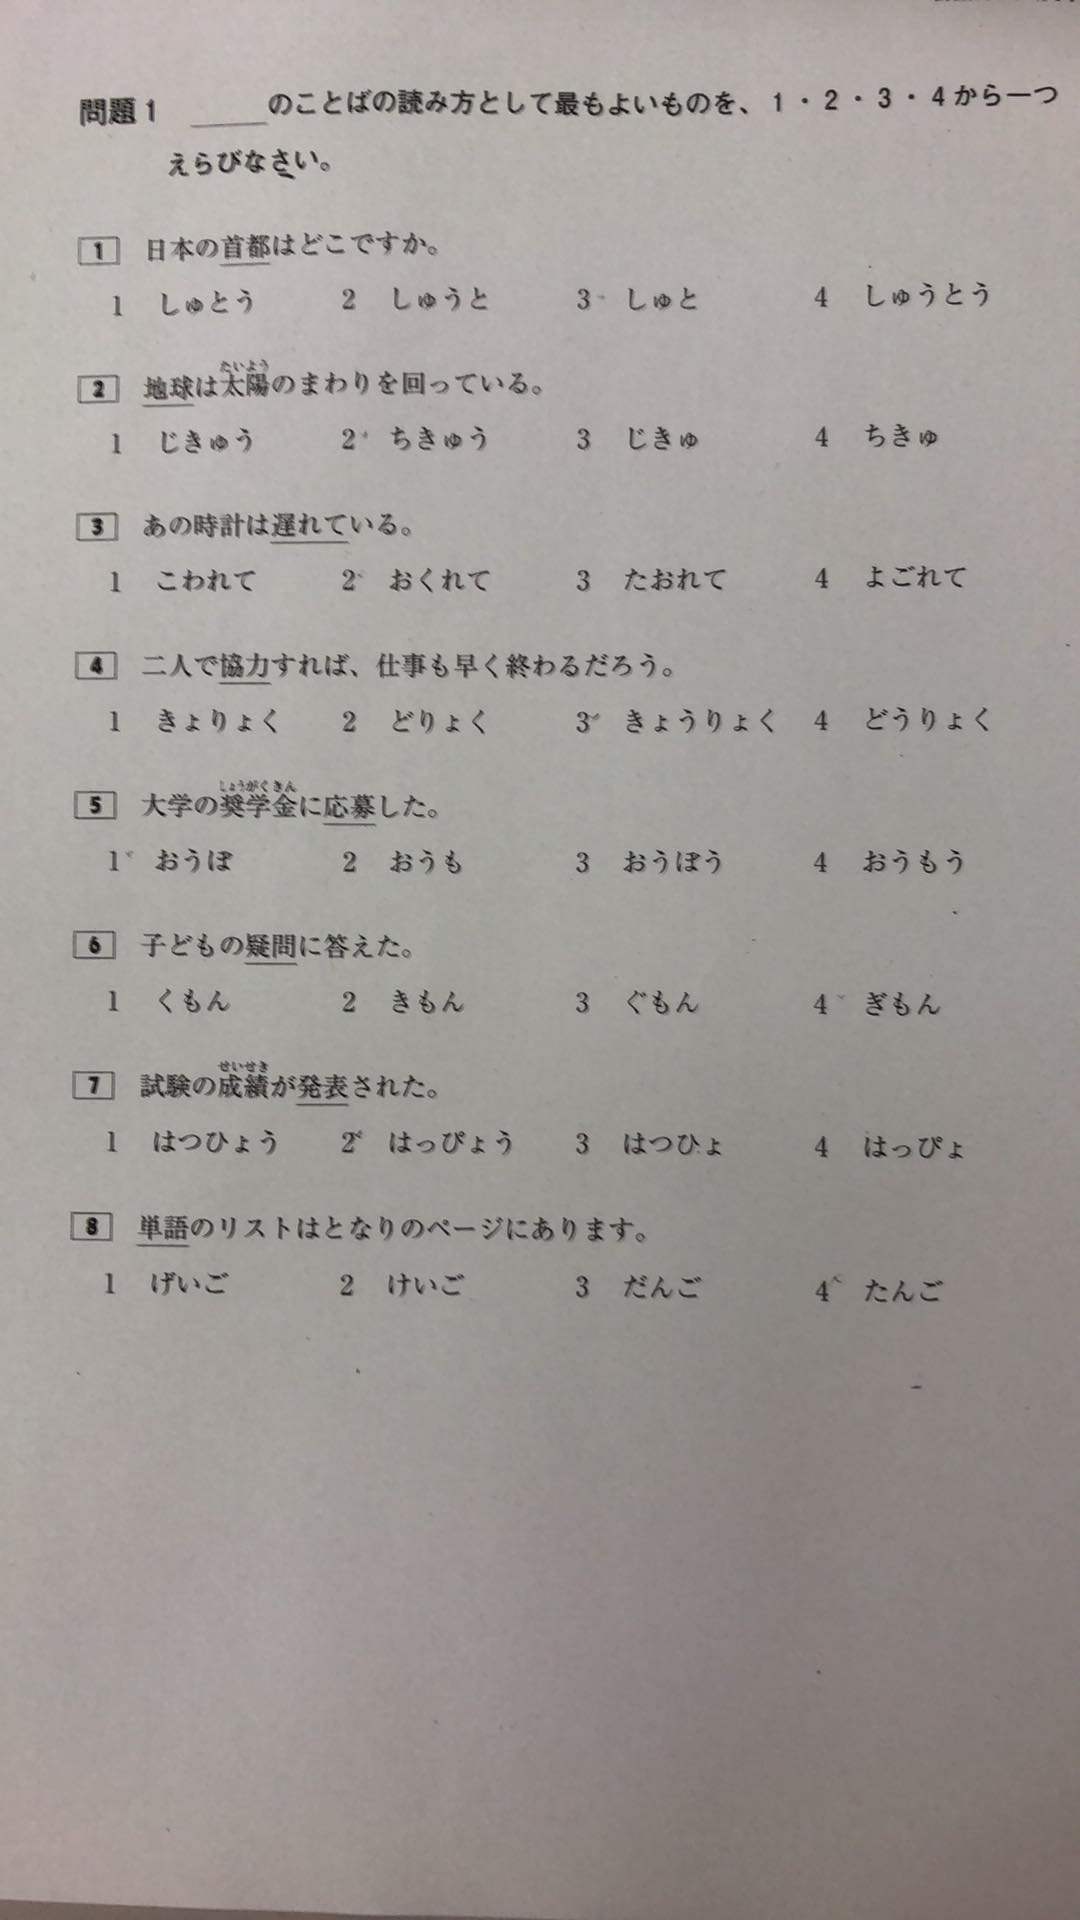 問題1 ＿＿＿のことばの読み方として最もよいものを、1・2・3・4から一つ
えらびなさい。
1 日本の首都はどこですか。
1 しゅとう 2 しゅうと 3 しゅと 4 しゅうとう
たいよう
2 地球は太陽のまわりを回っている。
1 じきゅう 2 ちきゅう 3 じきゅ 4 ちきゅ
3 あの時計は遅れている。
1 こわれて 2 おくれて 3 たおれて 4 よごれて
4 二人で協力すれば、仕事も早く終わるだろう。
1 きょりょく 2 どりょく 3 きょうりょく 4 どうりょく
しょうがくきん
5 大学の奨学金に応募した。
1 おうぼ 2 おうも 3 おうぼう 4 おうもう
6 子どもの疑問に答えた。
1 くもん 2 きもん 3 ぐもん 4 ぎもん
せいせき
7 試験の成績が発表された。
1 はつひょう 2 はっぴょう 3 はつひょ 4 はっぴょ
8 単語のリストはとなりのページにあります。
1 げいご 2 けいご 3 だんご 4 たんご